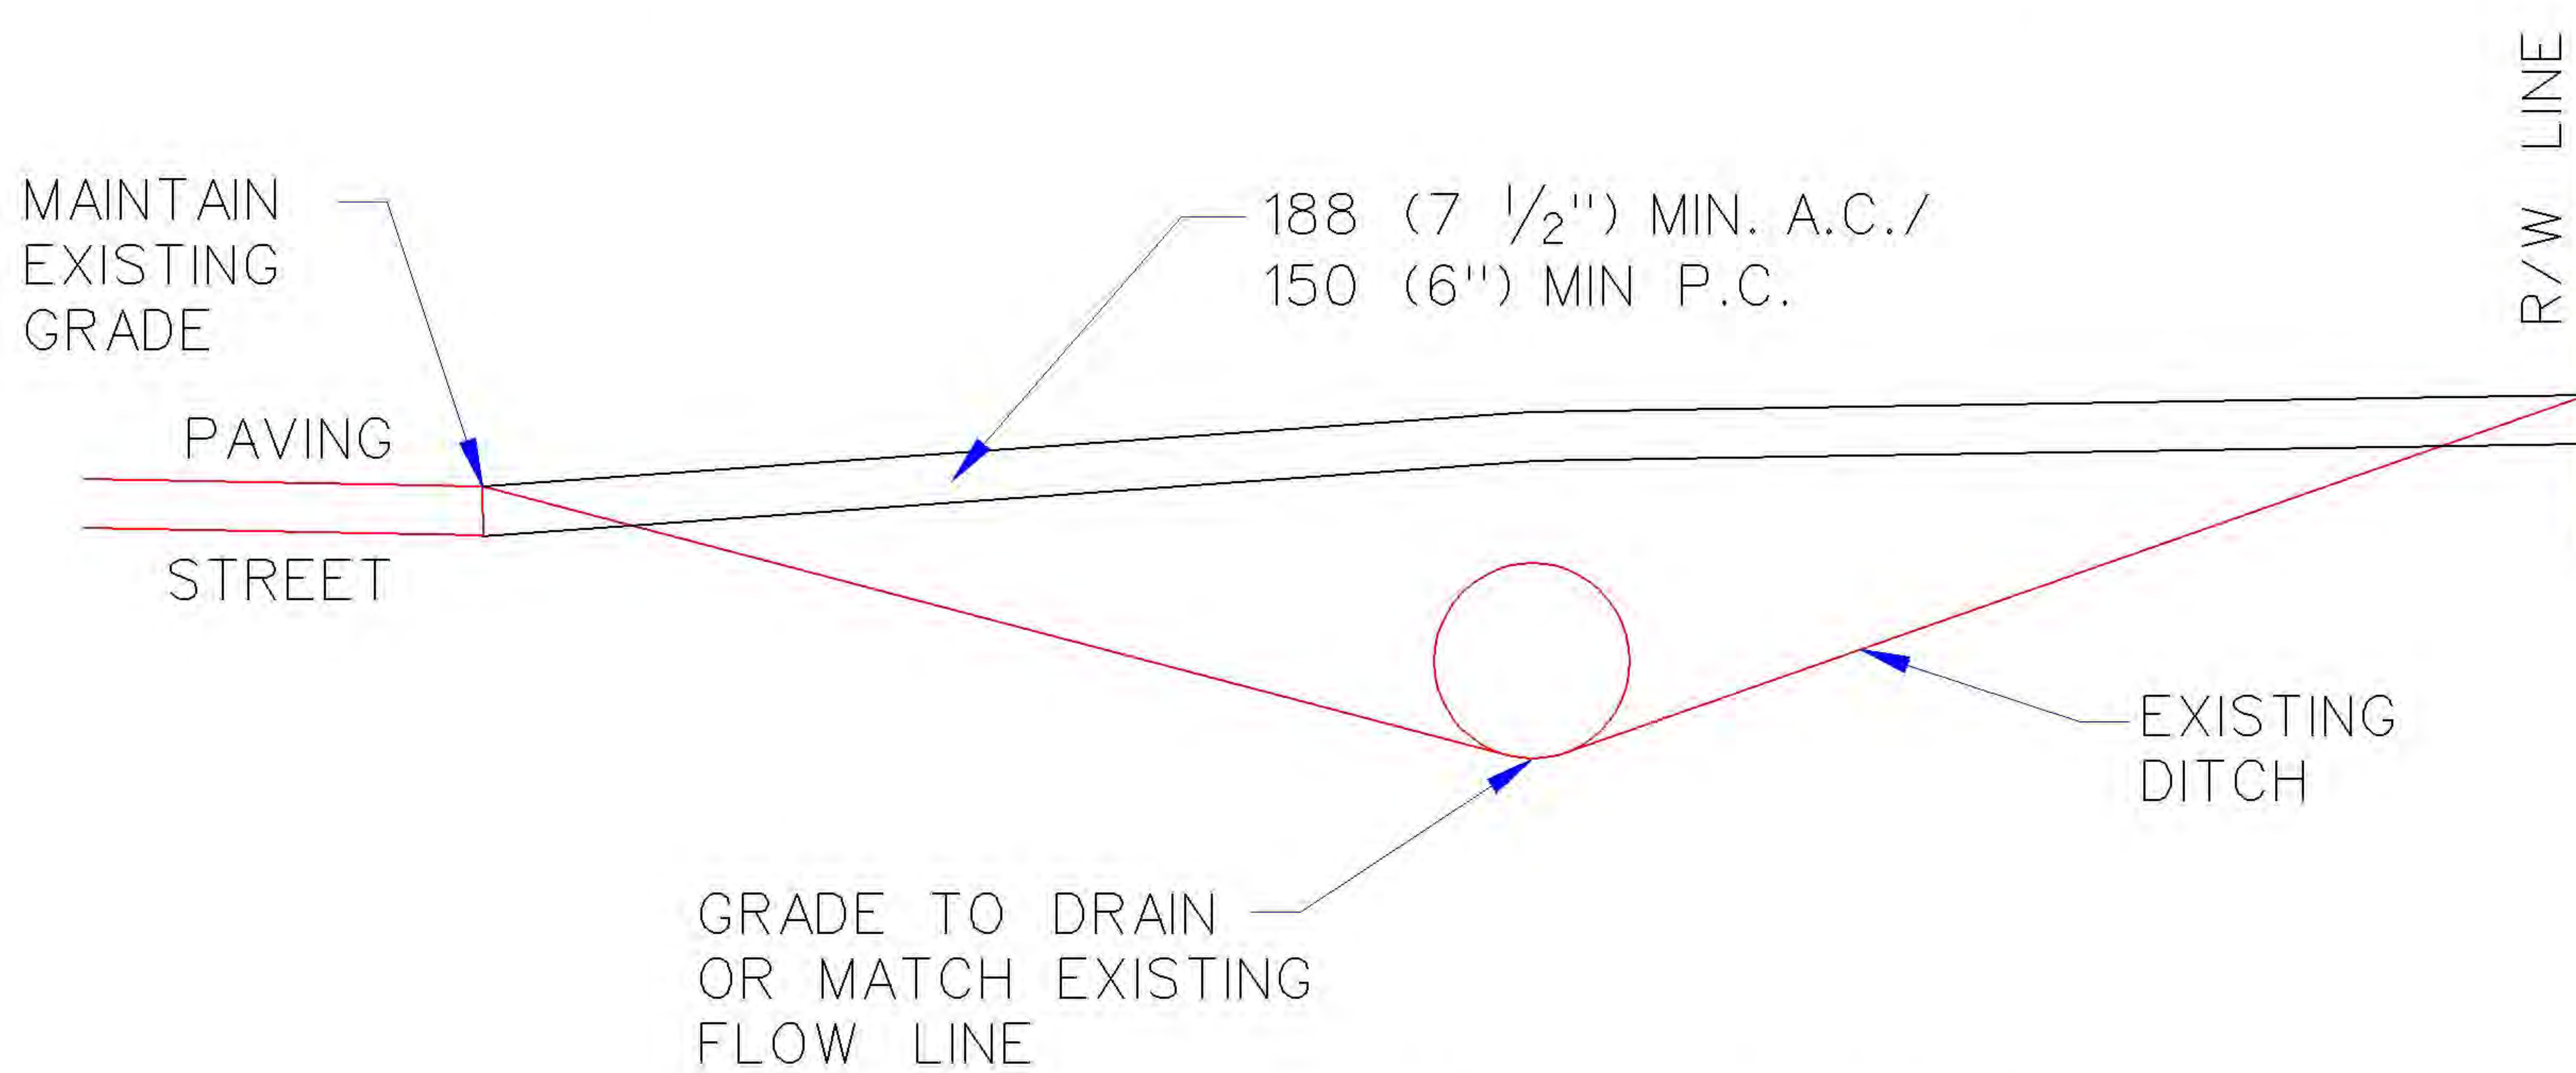 MAINTAIN
EXISTING
GRADE
PAVING
STREET
188 (7 1/2") MIN. A.C./
150 (6") MIN P.C.
R/W LINE
EXISTING
DITCH
GRADE TO DRAIN
OR MATCH EXISTING
FLOW LINE